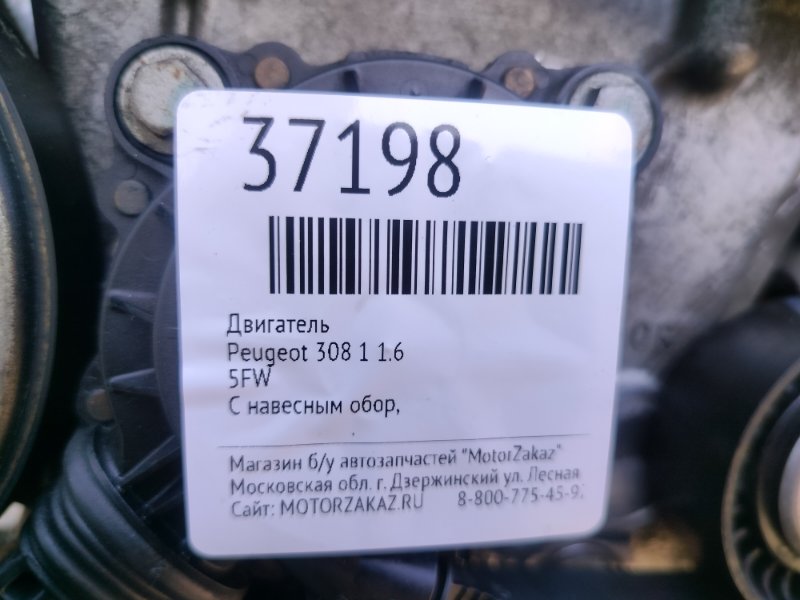 37198
Двигатель
Peugeot 308 1 1.6
5FW
С навесным обор,
Магазин б/у автозапчастей "MotorZakaz"
Московская обл. г. Дзержинский ул. Лесная
Сайт: MOTORZAKAZ.RU 8-800-775-45-9